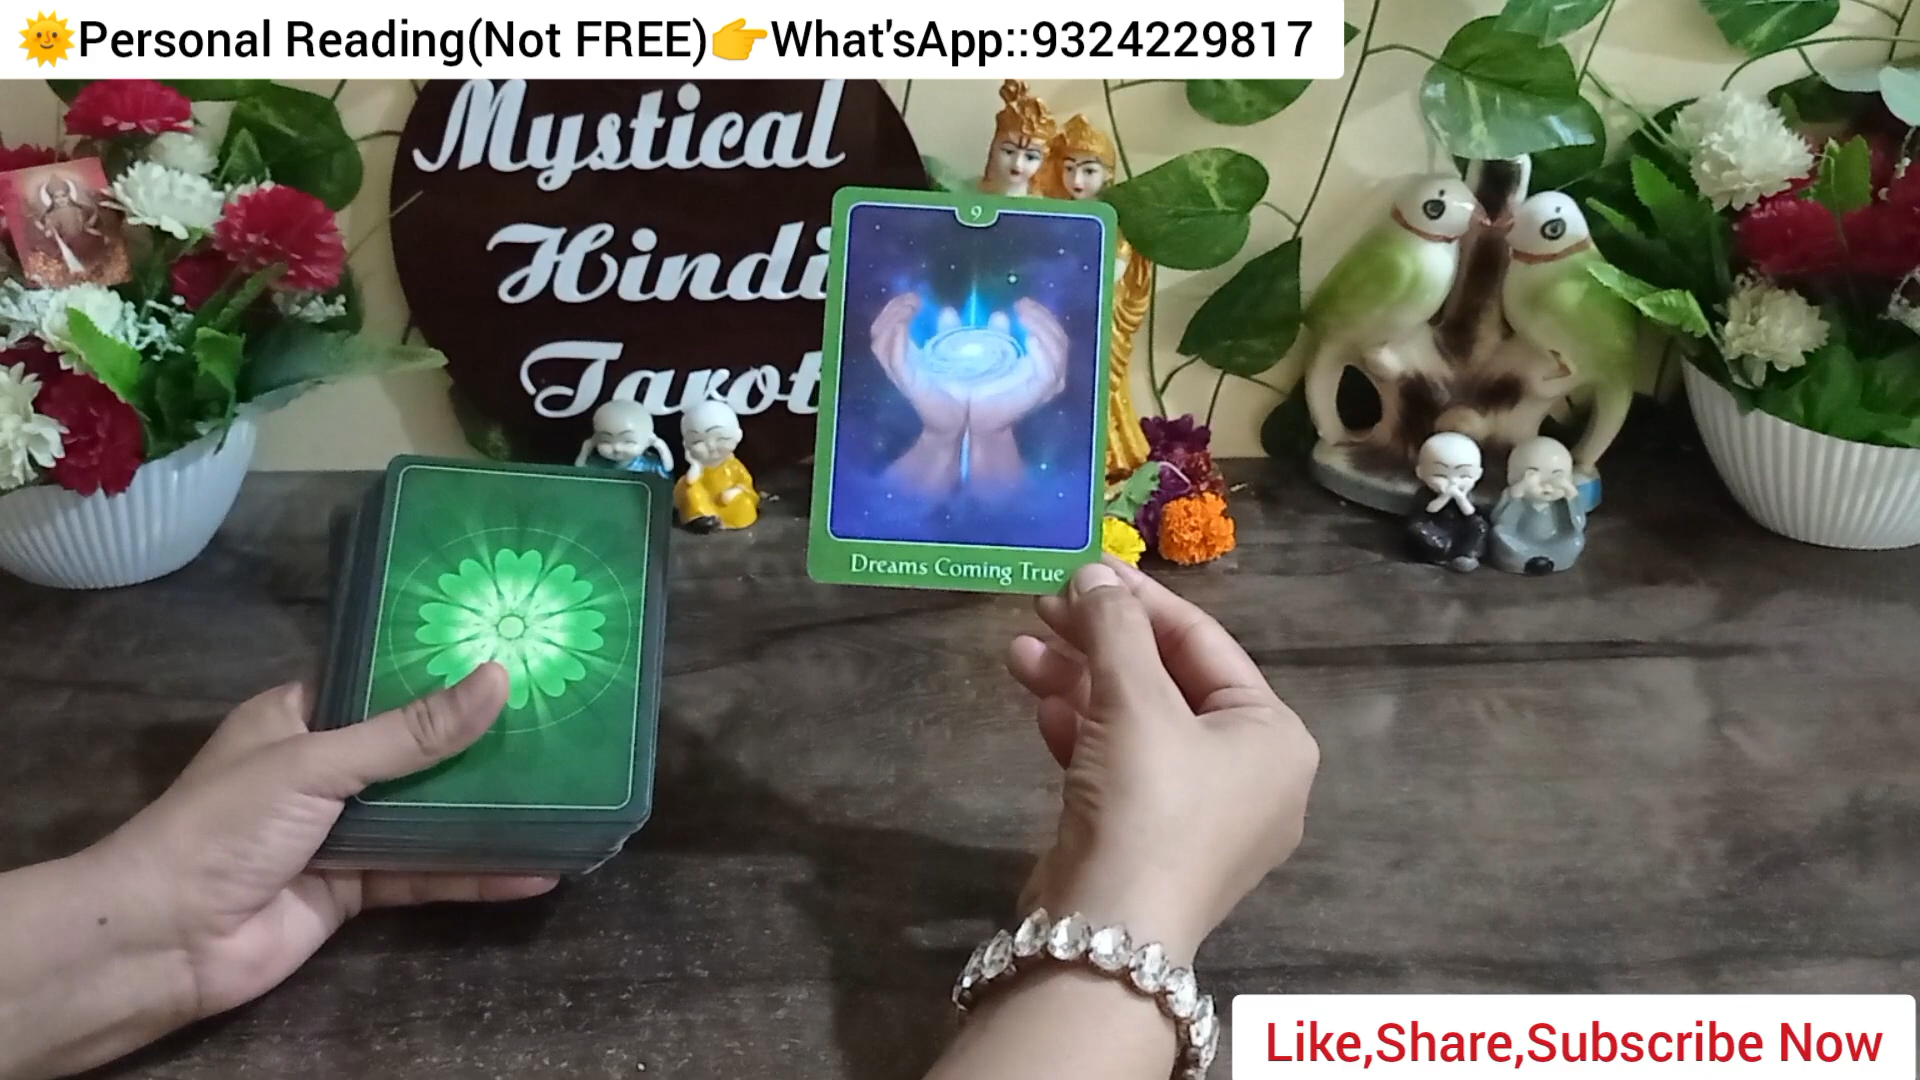 🌞Personal Reading(Not FREE)👉What'sApp::9324229817
Mystical
Hindi
Tarot
9
Dreams Coming True
Like,Share,Subscribe Now